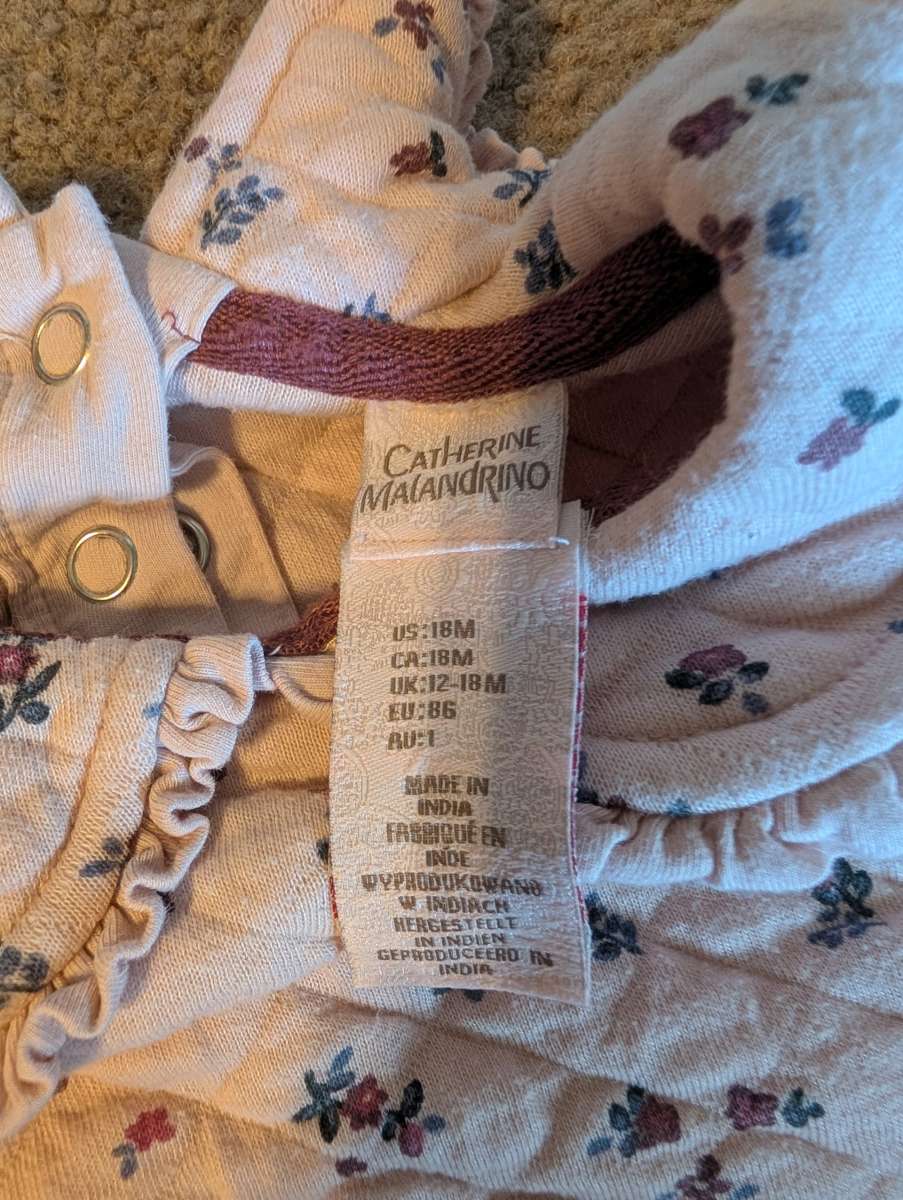 CATHERINE
MALANDRINO
US:18M
CA:18M
UK:12-18M
EU:86
AU:1
MADE IN
INDIA
FABRIQUÉ EN
INDE
WYPRODUKOWANO
W INDIACH
HERGESTELLT
IN INDIEN
GEPRODUCEERD IN
INDIA